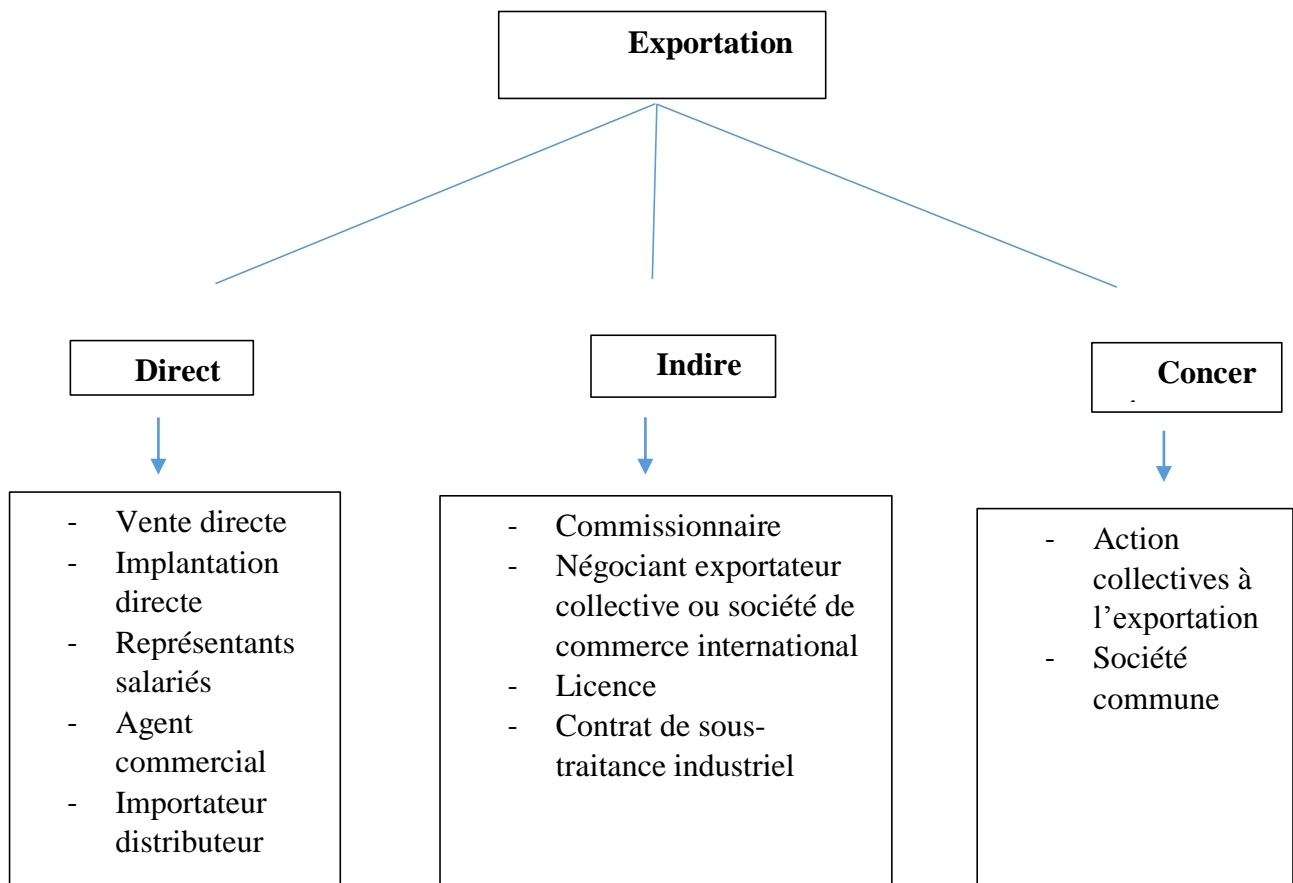 Exportation
Direct
Indire
Concer
- Vente directe
- Implantation
directe
- Représentants
salariés
- Agent
commercial
- Importateur
distributeur
- Commissionnaire
- Négociant exportateur
collective ou société de
commerce international
- Licence
- Contrat de sous-
traitance industriel
- Action
collectives à
l’exportation
- Société
commune